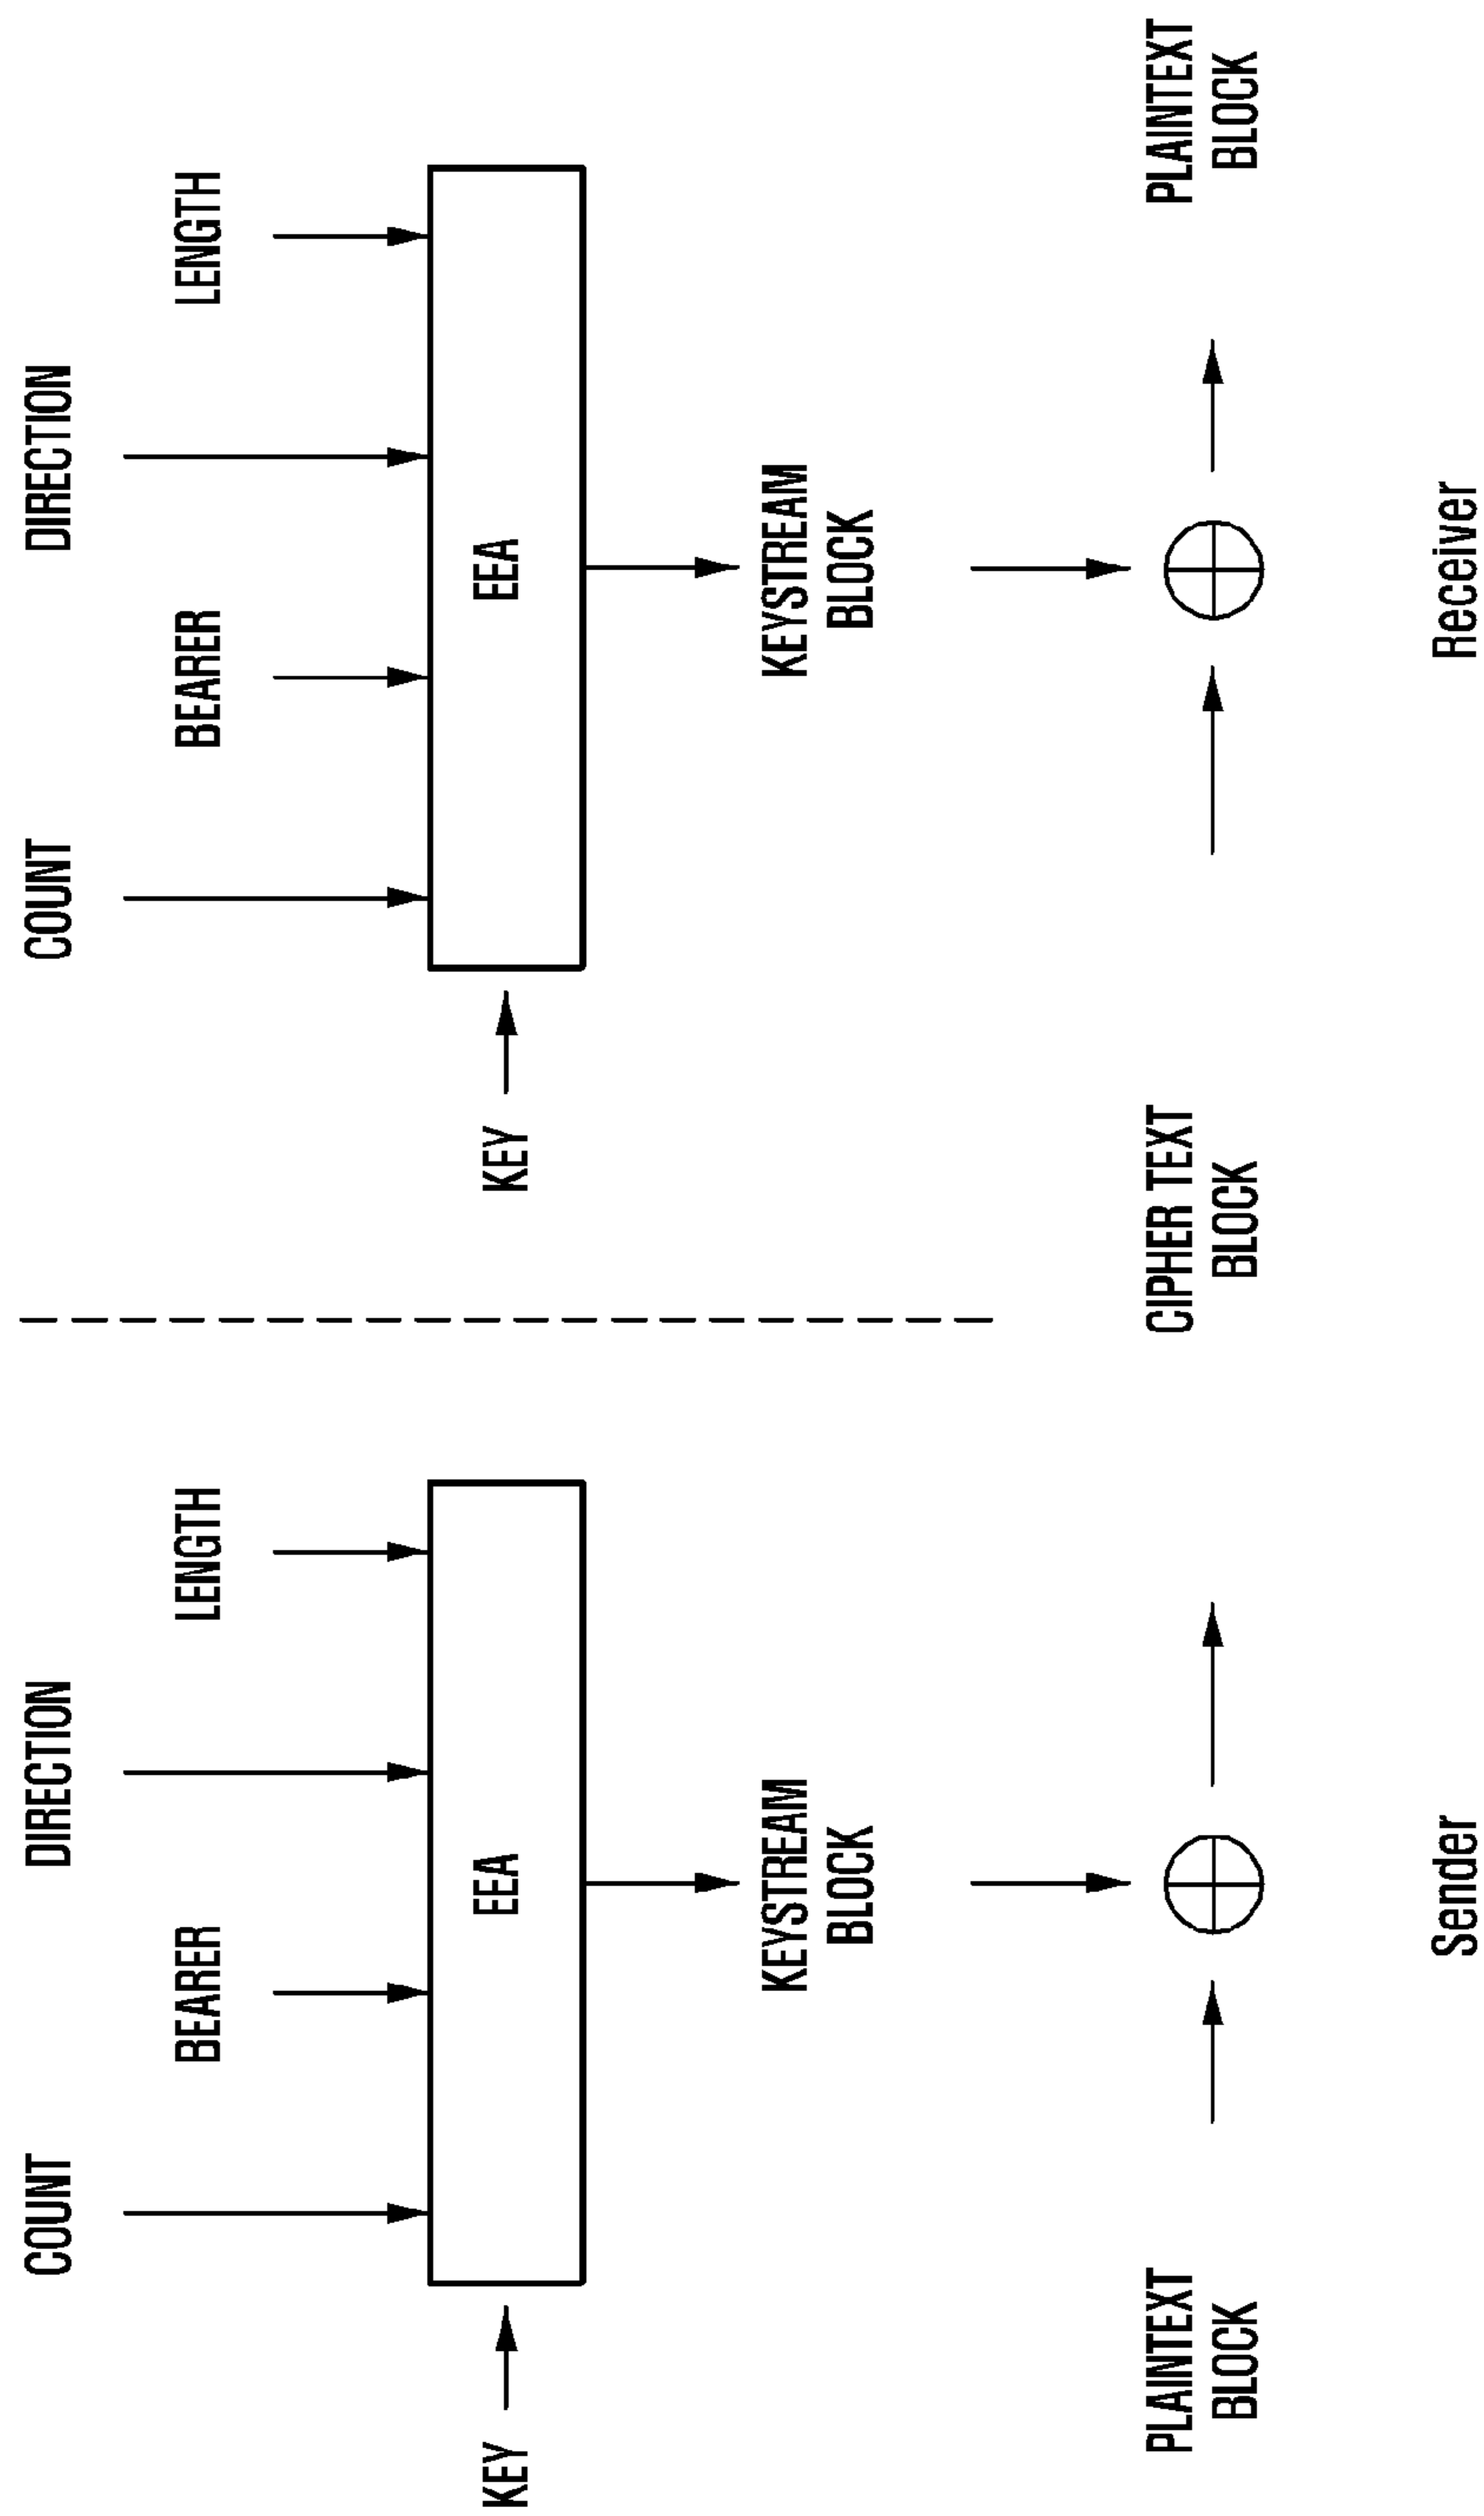 COUNT
DIRECTION
BEARER
LENGTH
KEY
EEA
KEYSTREAM
BLOCK
PLAINTEXT
BLOCK
Sender
COUNT
DIRECTION
BEARER
LENGTH
KEY
EEA
KEYSTREAM
BLOCK
CIPHER TEXT
BLOCK
PLAINTEXT
BLOCK
Receiver